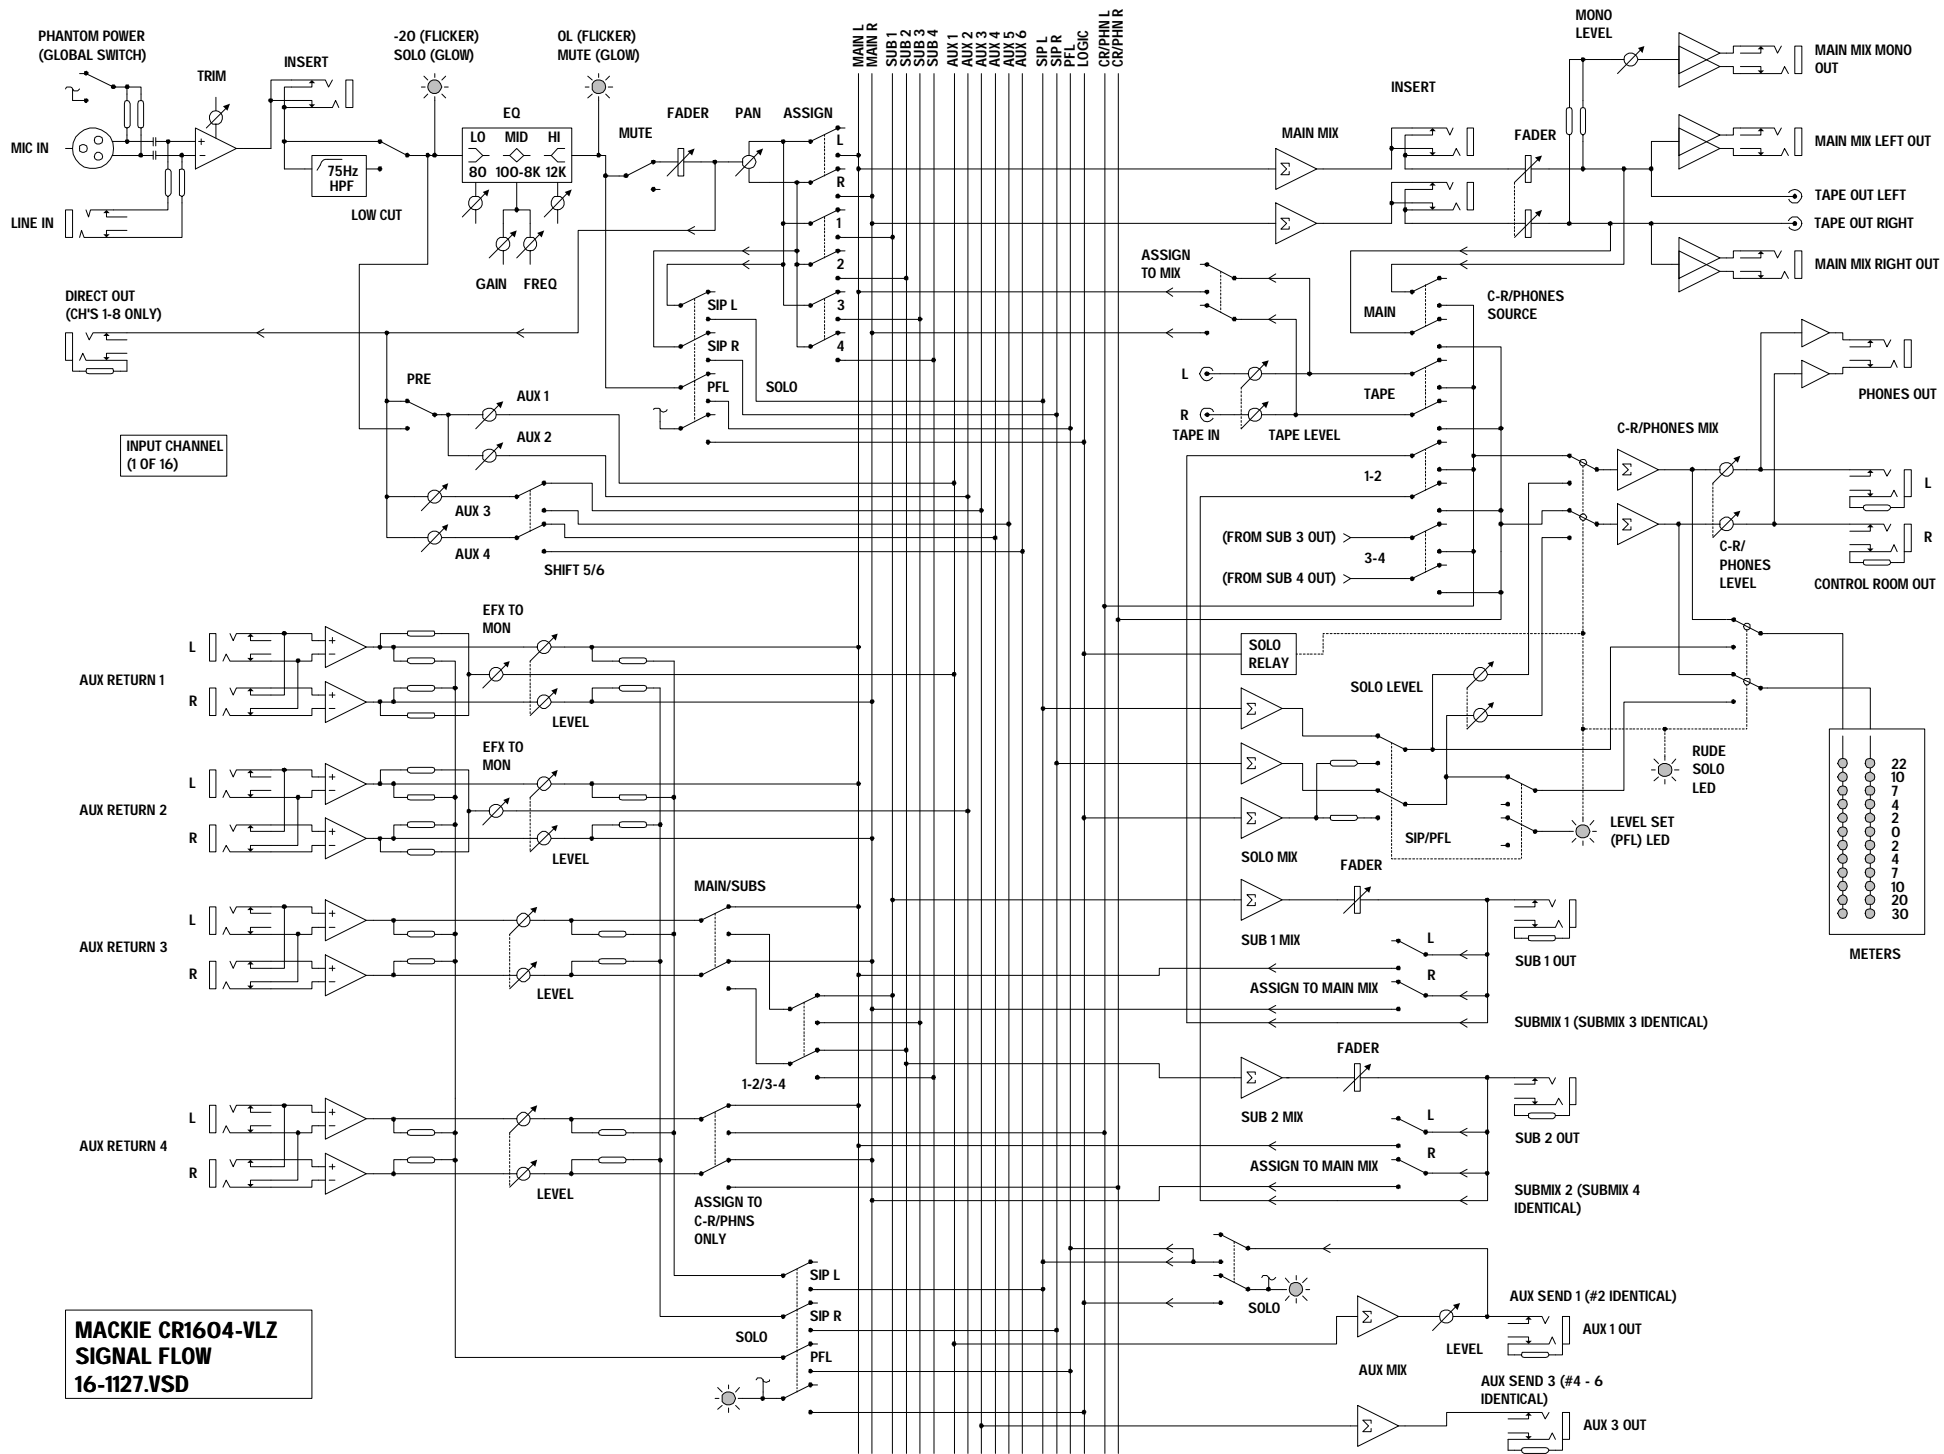 PHANTOM POWER
(GLOBAL SWITCH)
-20 (FLICKER)
SOLO (GLOW)
OL (FLICKER)
MUTE (GLOW)
TRIM
INSERT
EQ
LO MID HI
80 100-8K 12K
MUTE
FADER
PAN
ASSIGN
L
R
1
2
3
4
MIC IN
75Hz
HPF
LOW CUT
LINE IN
GAIN
FREQ
DIRECT OUT
(CH'S 1-8 ONLY)
SIP L
SIP R
PFL
SOLO
PRE
AUX 1
AUX 2
AUX 3
AUX 4
SHIFT 5/6
INPUT CHANNEL
(1 OF 16)
MAIN L
MAIN R
SUB 1
SUB 2
SUB 3
SUB 4
AUX 1
AUX 2
AUX 3
AUX 4
AUX 5
AUX 6
SIP L
SIP R
PFL
LOGIC
CR/PHN L
CR/PHN R
MONO
LEVEL
MAIN MIX MONO
OUT
INSERT
MAIN MIX
FADER
MAIN MIX LEFT OUT
TAPE OUT LEFT
TAPE OUT RIGHT
MAIN MIX RIGHT OUT
ASSIGN
TO MIX
MAIN
C-R/PHONES
SOURCE
L
R
TAPE IN
TAPE LEVEL
TAPE
1-2
(FROM SUB 3 OUT)
3-4
(FROM SUB 4 OUT)
PHONES OUT
C-R/PHONES MIX
Σ
Σ
Σ
Σ
L
R
C-R/
PHONES
LEVEL
CONTROL ROOM OUT
EFX TO
MON
L
AUX RETURN 1
R
LEVEL
EFX TO
MON
L
AUX RETURN 2
R
LEVEL
SOLO
RELAY
SOLO LEVEL
Σ
Σ
Σ
SOLO MIX
SIP/PFL
RUDE
SOLO
LED
LEVEL SET
(PFL) LED
22
10
7
4
2
0
2
4
7
10
20
30
METERS
MAIN/SUBS
L
AUX RETURN 3
R
LEVEL
1-2/3-4
FADER
Σ
SUB 1 MIX
L
R
ASSIGN TO MAIN MIX
SUB 1 OUT
SUBMIX 1 (SUBMIX 3 IDENTICAL)
FADER
Σ
SUB 2 MIX
L
R
ASSIGN TO MAIN MIX
SUB 2 OUT
SUBMIX 2 (SUBMIX 4
IDENTICAL)
L
AUX RETURN 4
R
LEVEL
ASSIGN TO
C-R/PHNS
ONLY
SIP L
SIP R
SOLO
PFL
SOLO
AUX SEND 1 (#2 IDENTICAL)
Σ
LEVEL
AUX 1 OUT
AUX MIX
AUX SEND 3 (#4 - 6
IDENTICAL)
Σ
AUX 3 OUT
MACKIE CR1604-VLZ
SIGNAL FLOW
16-1127.VSD